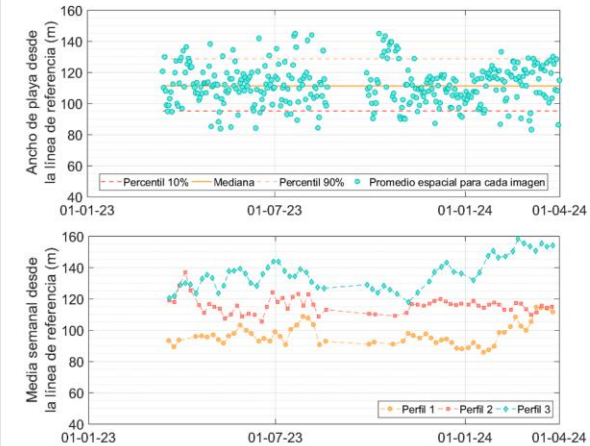 Ancho de playa desde
la línea de referencia (m)
160
140
120
100
80
60
40
Percentil 10% Mediana Percentil 90% Promedio espacial para cada imagen
01-01-23 01-07-23 01-01-24 01-04-24
Media semanal desde
la línea de referencia (m)
160
140
120
100
80
60
40
Perfil 1 Perfil 2 Perfil 3
01-01-23 01-07-23 01-01-24 01-04-24